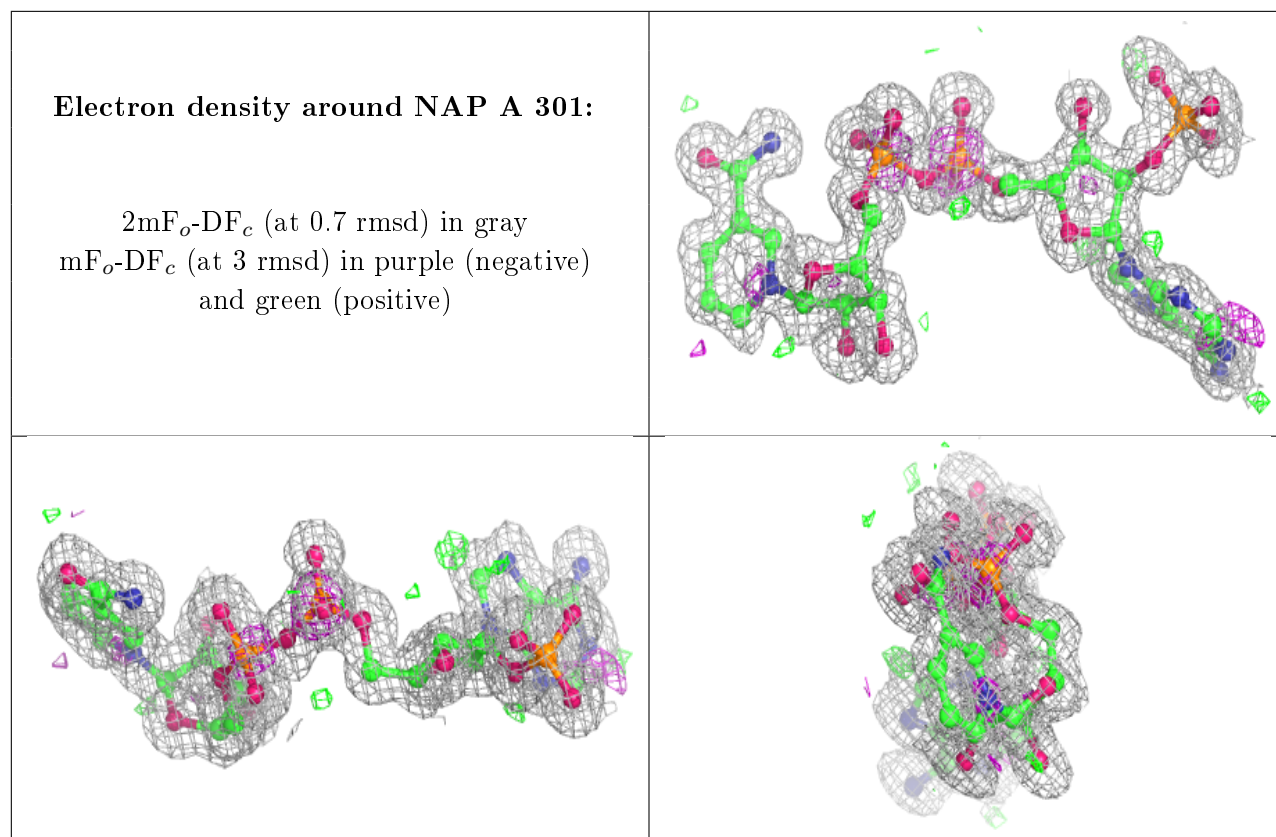 Electron density around NAP A 301:
2mFₒ-DF𝒸 (at 0.7 rmsd) in gray
mFₒ-DF𝒸 (at 3 rmsd) in purple (negative)
and green (positive)